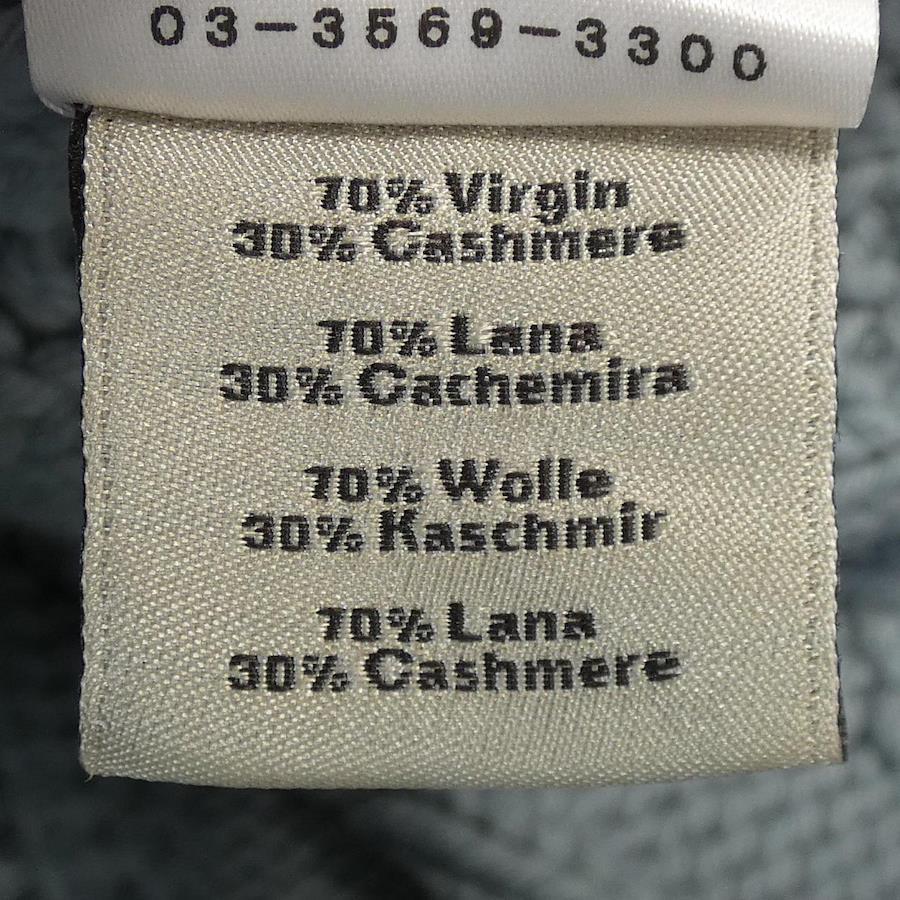 03-3569-3300
70% Virgin
30% Cashmere
70% Lana
30% Cachemira
70% Wolle
30% Kaschmir
70% Lana
30% Cashmere